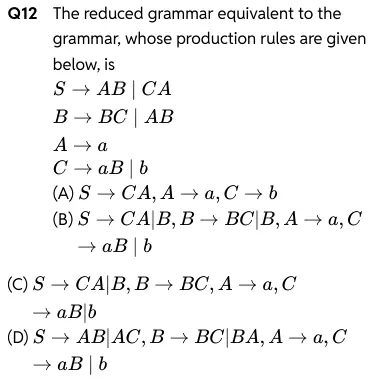 Q12 The reduced grammar equivalent to the
grammar, whose production rules are given
below, is
S → AB | CA
B → BC | AB
A → a
C → aB | b
(A) S → CA, A → a, C → b
(B) S → CA|B, B → BC|B, A → a, C
→ aB | b
(C) S → CA|B, B → BC, A → a, C
→ aB|b
(D) S → AB|AC, B → BC|BA, A → a, C
→ aB | b